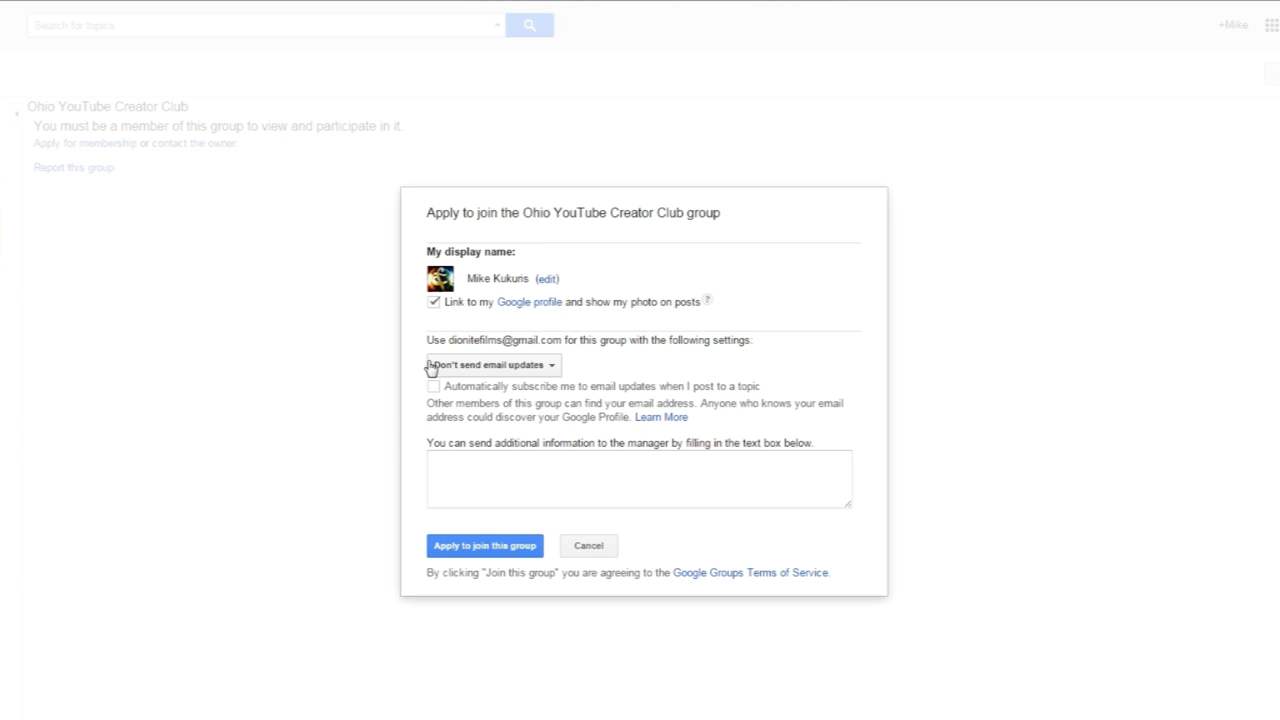 Search for topics
+Mike
Ohio YouTube Creator Club
You must be a member of this group to view and participate in it.
Apply for membership or contact the owner.
Report this group
Apply to join the Ohio YouTube Creator Club group
My display name:
Mike Kukuris (edit)
Link to my Google profile and show my photo on posts ?
Use dionitefilms@gmail.com for this group with the following settings:
Don't send email updates
Automatically subscribe me to email updates when I post to a topic
Other members of this group can find your email address. Anyone who knows your email
address could discover your Google Profile. Learn More
You can send additional information to the manager by filling in the text box below.
Apply to join this group Cancel
By clicking "Join this group" you are agreeing to the Google Groups Terms of Service.